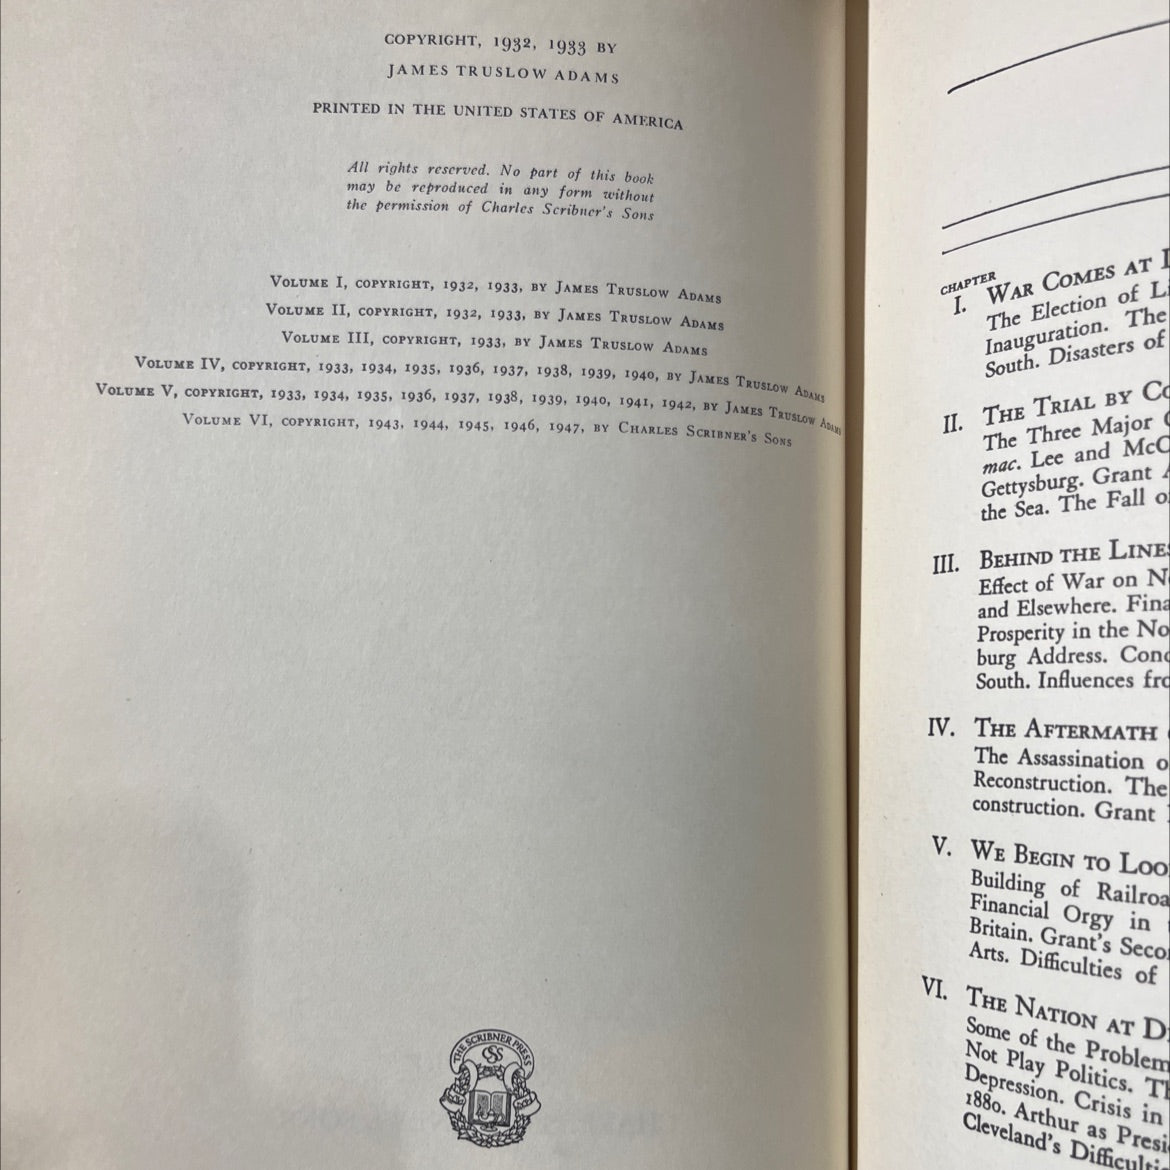 COPYRIGHT, 1932, 1933 BY
JAMES TRUSLOW ADAMS
PRINTED IN THE UNITED STATES OF AMERICA
All rights reserved. No part of this book
may be reproduced in any form without
the permission of Charles Scribner's Sons
VOLUME I, COPYRIGHT, 1932, 1933, BY JAMES TRUSLOW ADAMS
VOLUME II, COPYRIGHT, 1932, 1933, BY JAMES TRUSLOW ADAMS
VOLUME III, COPYRIGHT, 1933, BY JAMES TRUSLOW ADAMS
VOLUME IV, COPYRIGHT, 1933, 1934, 1935, 1936, 1937, 1938, 1939, 1940, BY JAMES TRUSLOW ADAMS
VOLUME V, COPYRIGHT, 1933, 1934, 1935, 1936, 1937, 1938, 1939, 1940, 1941, 1942, BY JAMES TRUSLOW ADAMS
VOLUME VI, COPYRIGHT, 1943, 1944, 1945, 1946, 1947, BY CHARLES SCRIBNER'S SONS
THE SCRIBNER PRESS
CSS
CHAPTER
I. WAR COMES AT
The Election of
Inauguration. The
South. Disasters of
II. THE TRIAL BY
The Three Major
mac. Lee and
Gettysburg. Grant
the Sea. The Fall
III. BEHIND THE LINES
Effect of War on
and Elsewhere.
Prosperity in the
burg Address.
South. Influences
IV. THE AFTERMATH
The Assassination
Reconstruction. The
construction. Grant
V. WE BEGIN TO
Building of
Financial Orgy in
Britain. Grant's
Arts. Difficulties of
VI. THE NATION AT
Some of the
Not Play Politics.
Depression. Crisis in
1880. Arthur as
Cleveland's